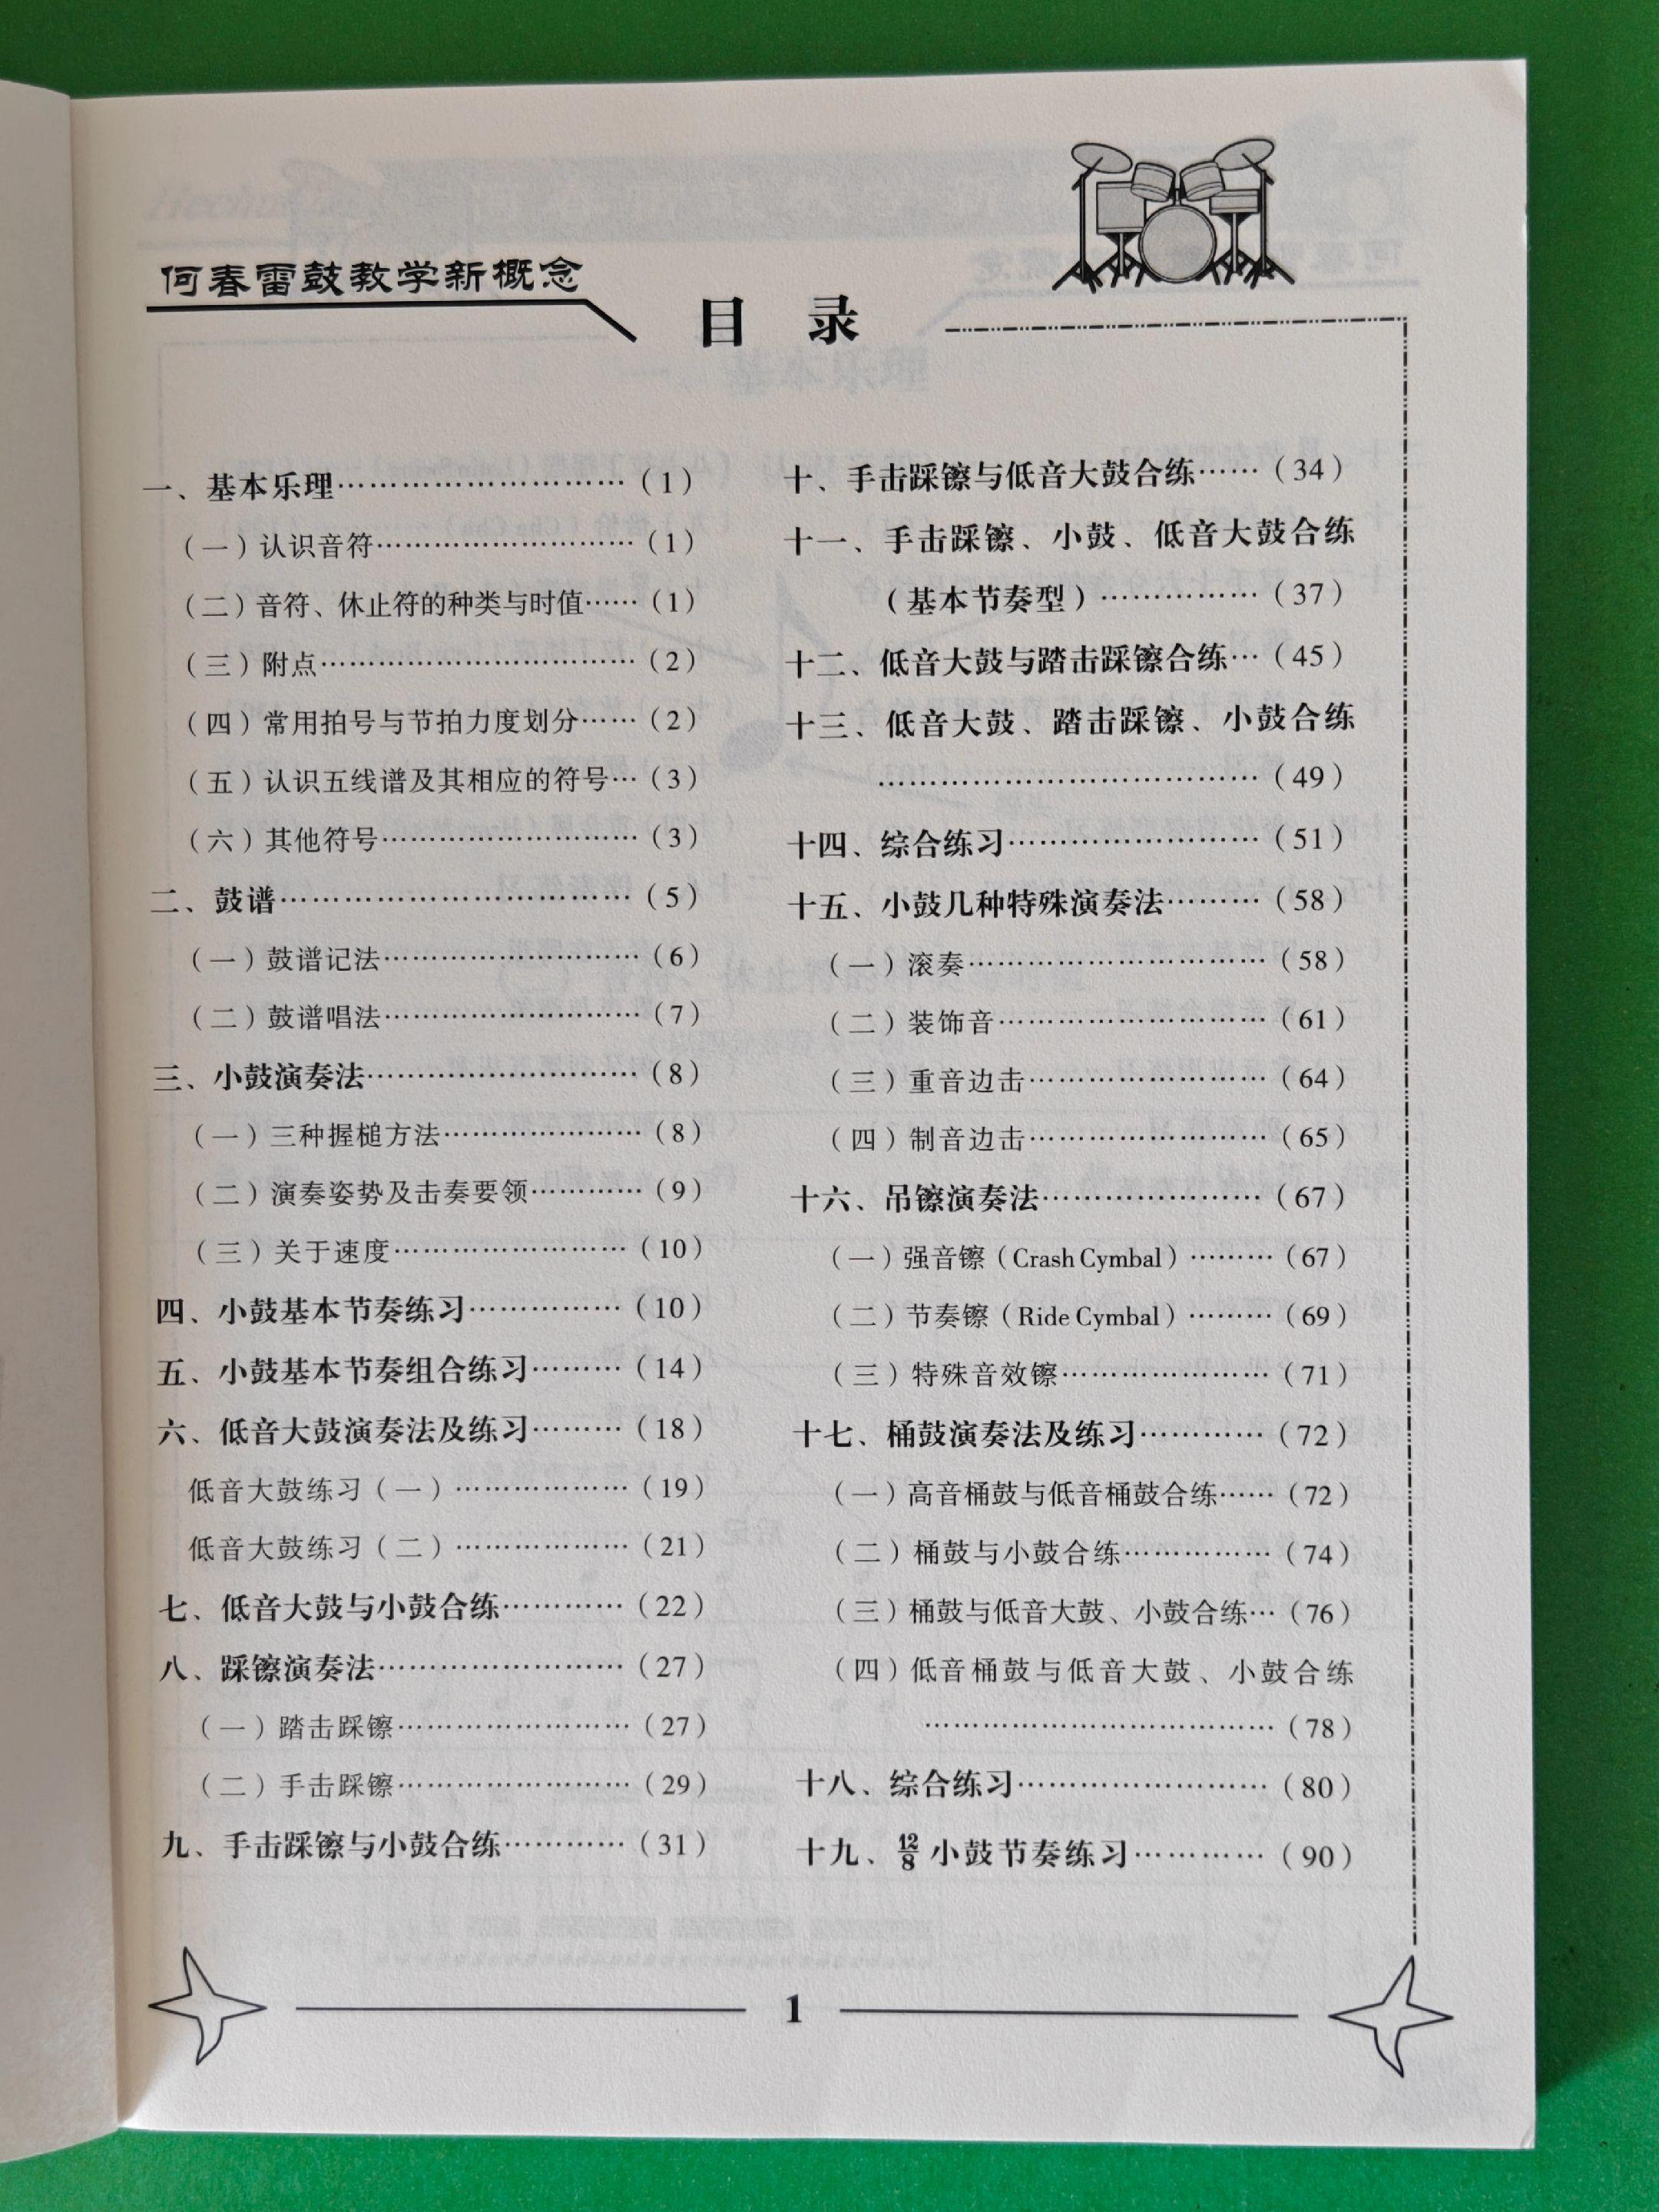 何春雷鼓教学新概念
目 录
一、基本乐理…………………………（1）
（一）认识音符………………………（1）
（二）音符、休止符的种类与时值……（1）
（三）附点……………………………（2）
（四）常用拍号与节拍力度划分……（2）
（五）认识五线谱及其相应的符号…（3）
（六）其他符号………………………（3）
二、鼓谱………………………………（5）
（一）鼓谱记法………………………（6）
（二）鼓谱唱法………………………（7）
三、小鼓演奏法………………………（8）
（一）三种握槌方法…………………（8）
（二）演奏姿势及击奏要领…………（9）
（三）关于速度……………………（10）
四、小鼓基本节奏练习……………（10）
五、小鼓基本节奏组合练习………（14）
六、低音大鼓演奏法及练习………（18）
低音大鼓练习（一）………………（19）
低音大鼓练习（二）………………（21）
七、低音大鼓与小鼓合练…………（22）
八、踩镲演奏法……………………（27）
（一）踏击踩镲……………………（27）
（二）手击踩镲……………………（29）
九、手击踩镲与小鼓合练…………（31）
十、手击踩镲与低音大鼓合练……（34）
十一、手击踩镲、小鼓、低音大鼓合练
（基本节奏型）……………（37）
十二、低音大鼓与踏击踩镲合练…（45）
十三、低音大鼓、踏击踩镲、小鼓合练
…………………………………（49）
十四、综合练习……………………（51）
十五、小鼓几种特殊演奏法………（58）
（一）滚奏…………………………（58）
（二）装饰音………………………（61）
（三）重音边击……………………（64）
（四）制音边击……………………（65）
十六、吊镲演奏法…………………（67）
（一）强音镲（Crash Cymbal）………（67）
（二）节奏镲（Ride Cymbal）………（69）
（三）特殊音效镲…………………（71）
十七、桶鼓演奏法及练习…………（72）
（一）高音桶鼓与低音桶鼓合练……（72）
（二）桶鼓与小鼓合练……………（74）
（三）桶鼓与低音大鼓、小鼓合练…（76）
（四）低音桶鼓与低音大鼓、小鼓合练
………………………………（78）
十八、综合练习……………………（80）
十九、12/8 小鼓节奏练习…………（90）
1